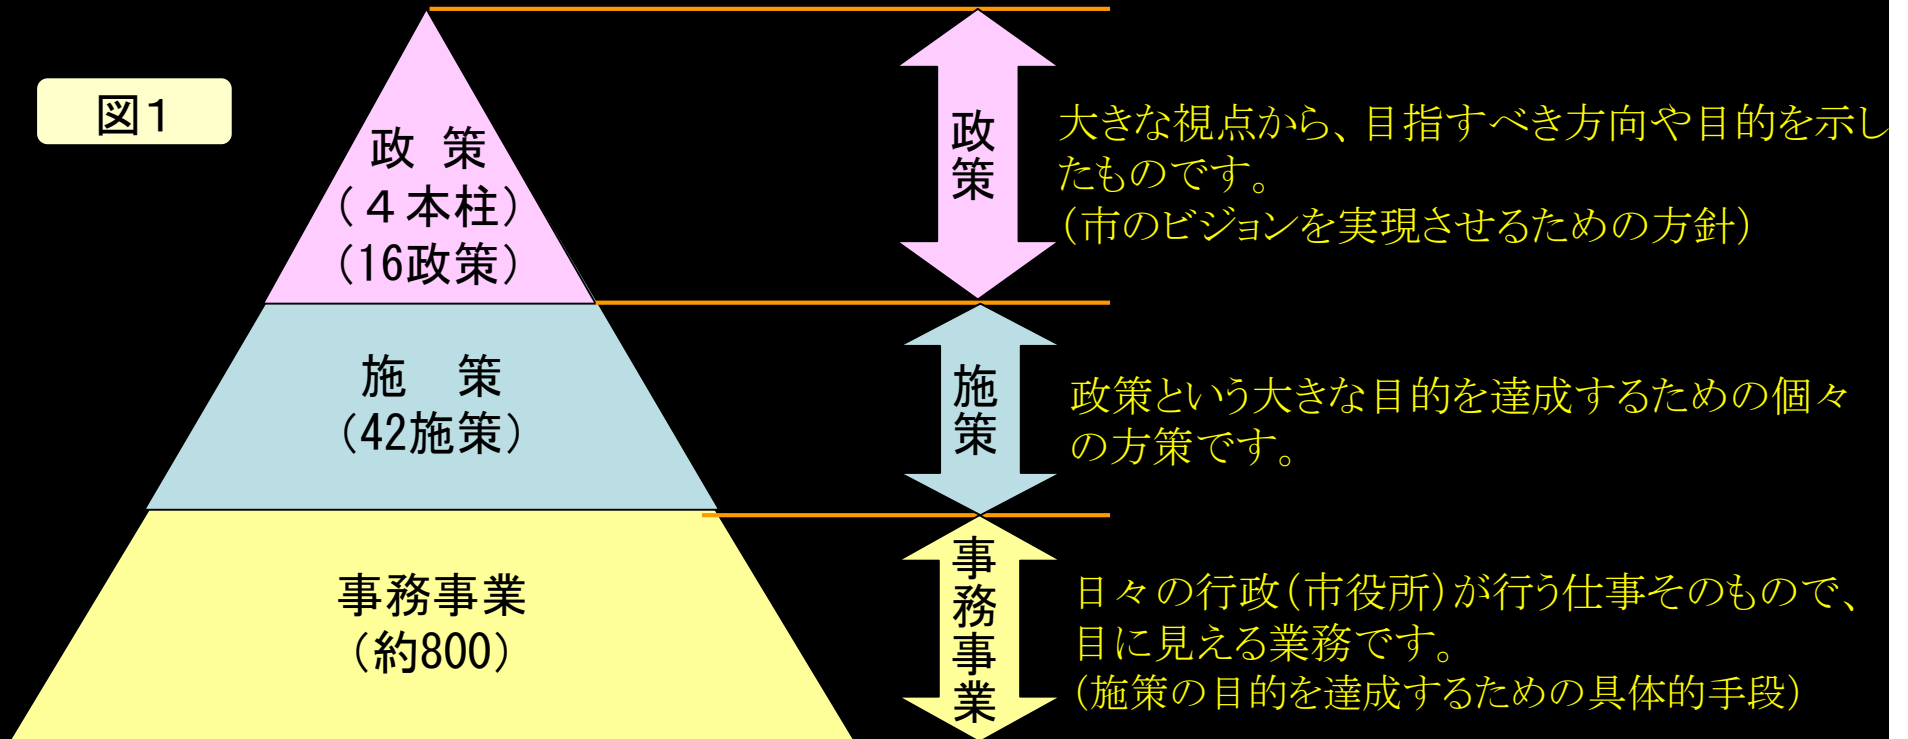 図1
政 策
（４本柱）
（16政策）
施 策
（42施策）
事務事業
（約800）
政策
大きな視点から、目指すべき方向や目的を示し
たものです。
（市のビジョンを実現させるための方針）
施策
政策という大きな目的を達成するための個々
の方策です。
事務事業
日々の行政（市役所）が行う仕事そのもので、
目に見える業務です。
（施策の目的を達成するための具体的手段）